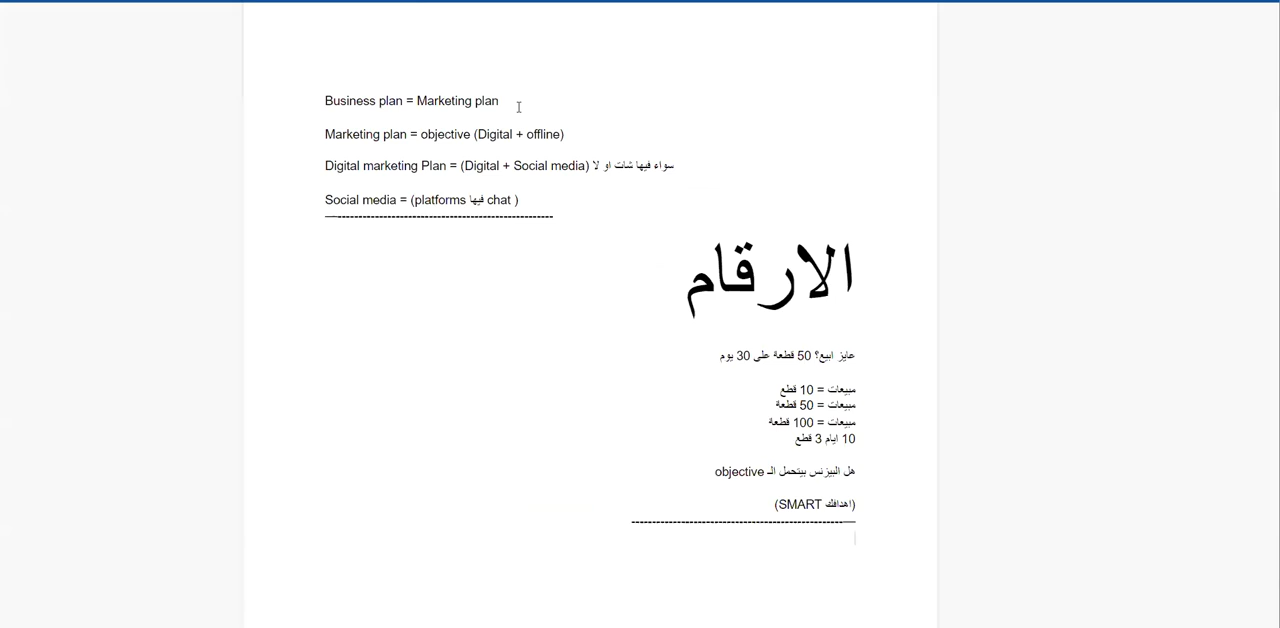 Business plan = Marketing plan
Marketing plan = objective (Digital + offline)
Digital marketing Plan = (Digital + Social media) سواء فيها شات او لا
Social media = (platforms فيها chat )
—----------------------------------------------------
الارقام
عايز ابيع؟ 50 قطعة على 30 يوم
مبيعات = 10 قطع
مبيعات = 50 قطعة
مبيعات = 100 قطعة
10 ايام 3 قطع
هل البيزنس بيتحمل الـ objective
(اهدافك SMART)
—----------------------------------------------------